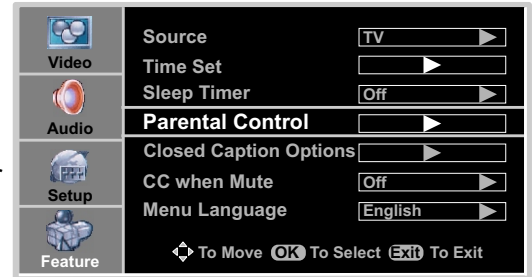 Video
Audio
Setup
Feature
Source TV
Time Set
Sleep Timer Off
Parental Control
Closed Caption Options
CC when Mute Off
Menu Language English
To Move OK To Select Exit To Exit